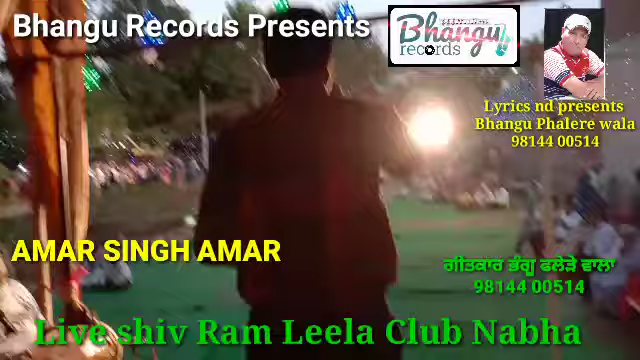 Bhangu Records Presents
Bhangu
records
Lyrics nd presents
Bhangu Phalere wala
98144 00514
AMAR SINGH AMAR
ਗੀਤਕਾਰ ਭੰਗੂ ਫਲੇੜੇ ਵਾਲਾ
98144 00514
Live shiv Ram Leela Club Nabha